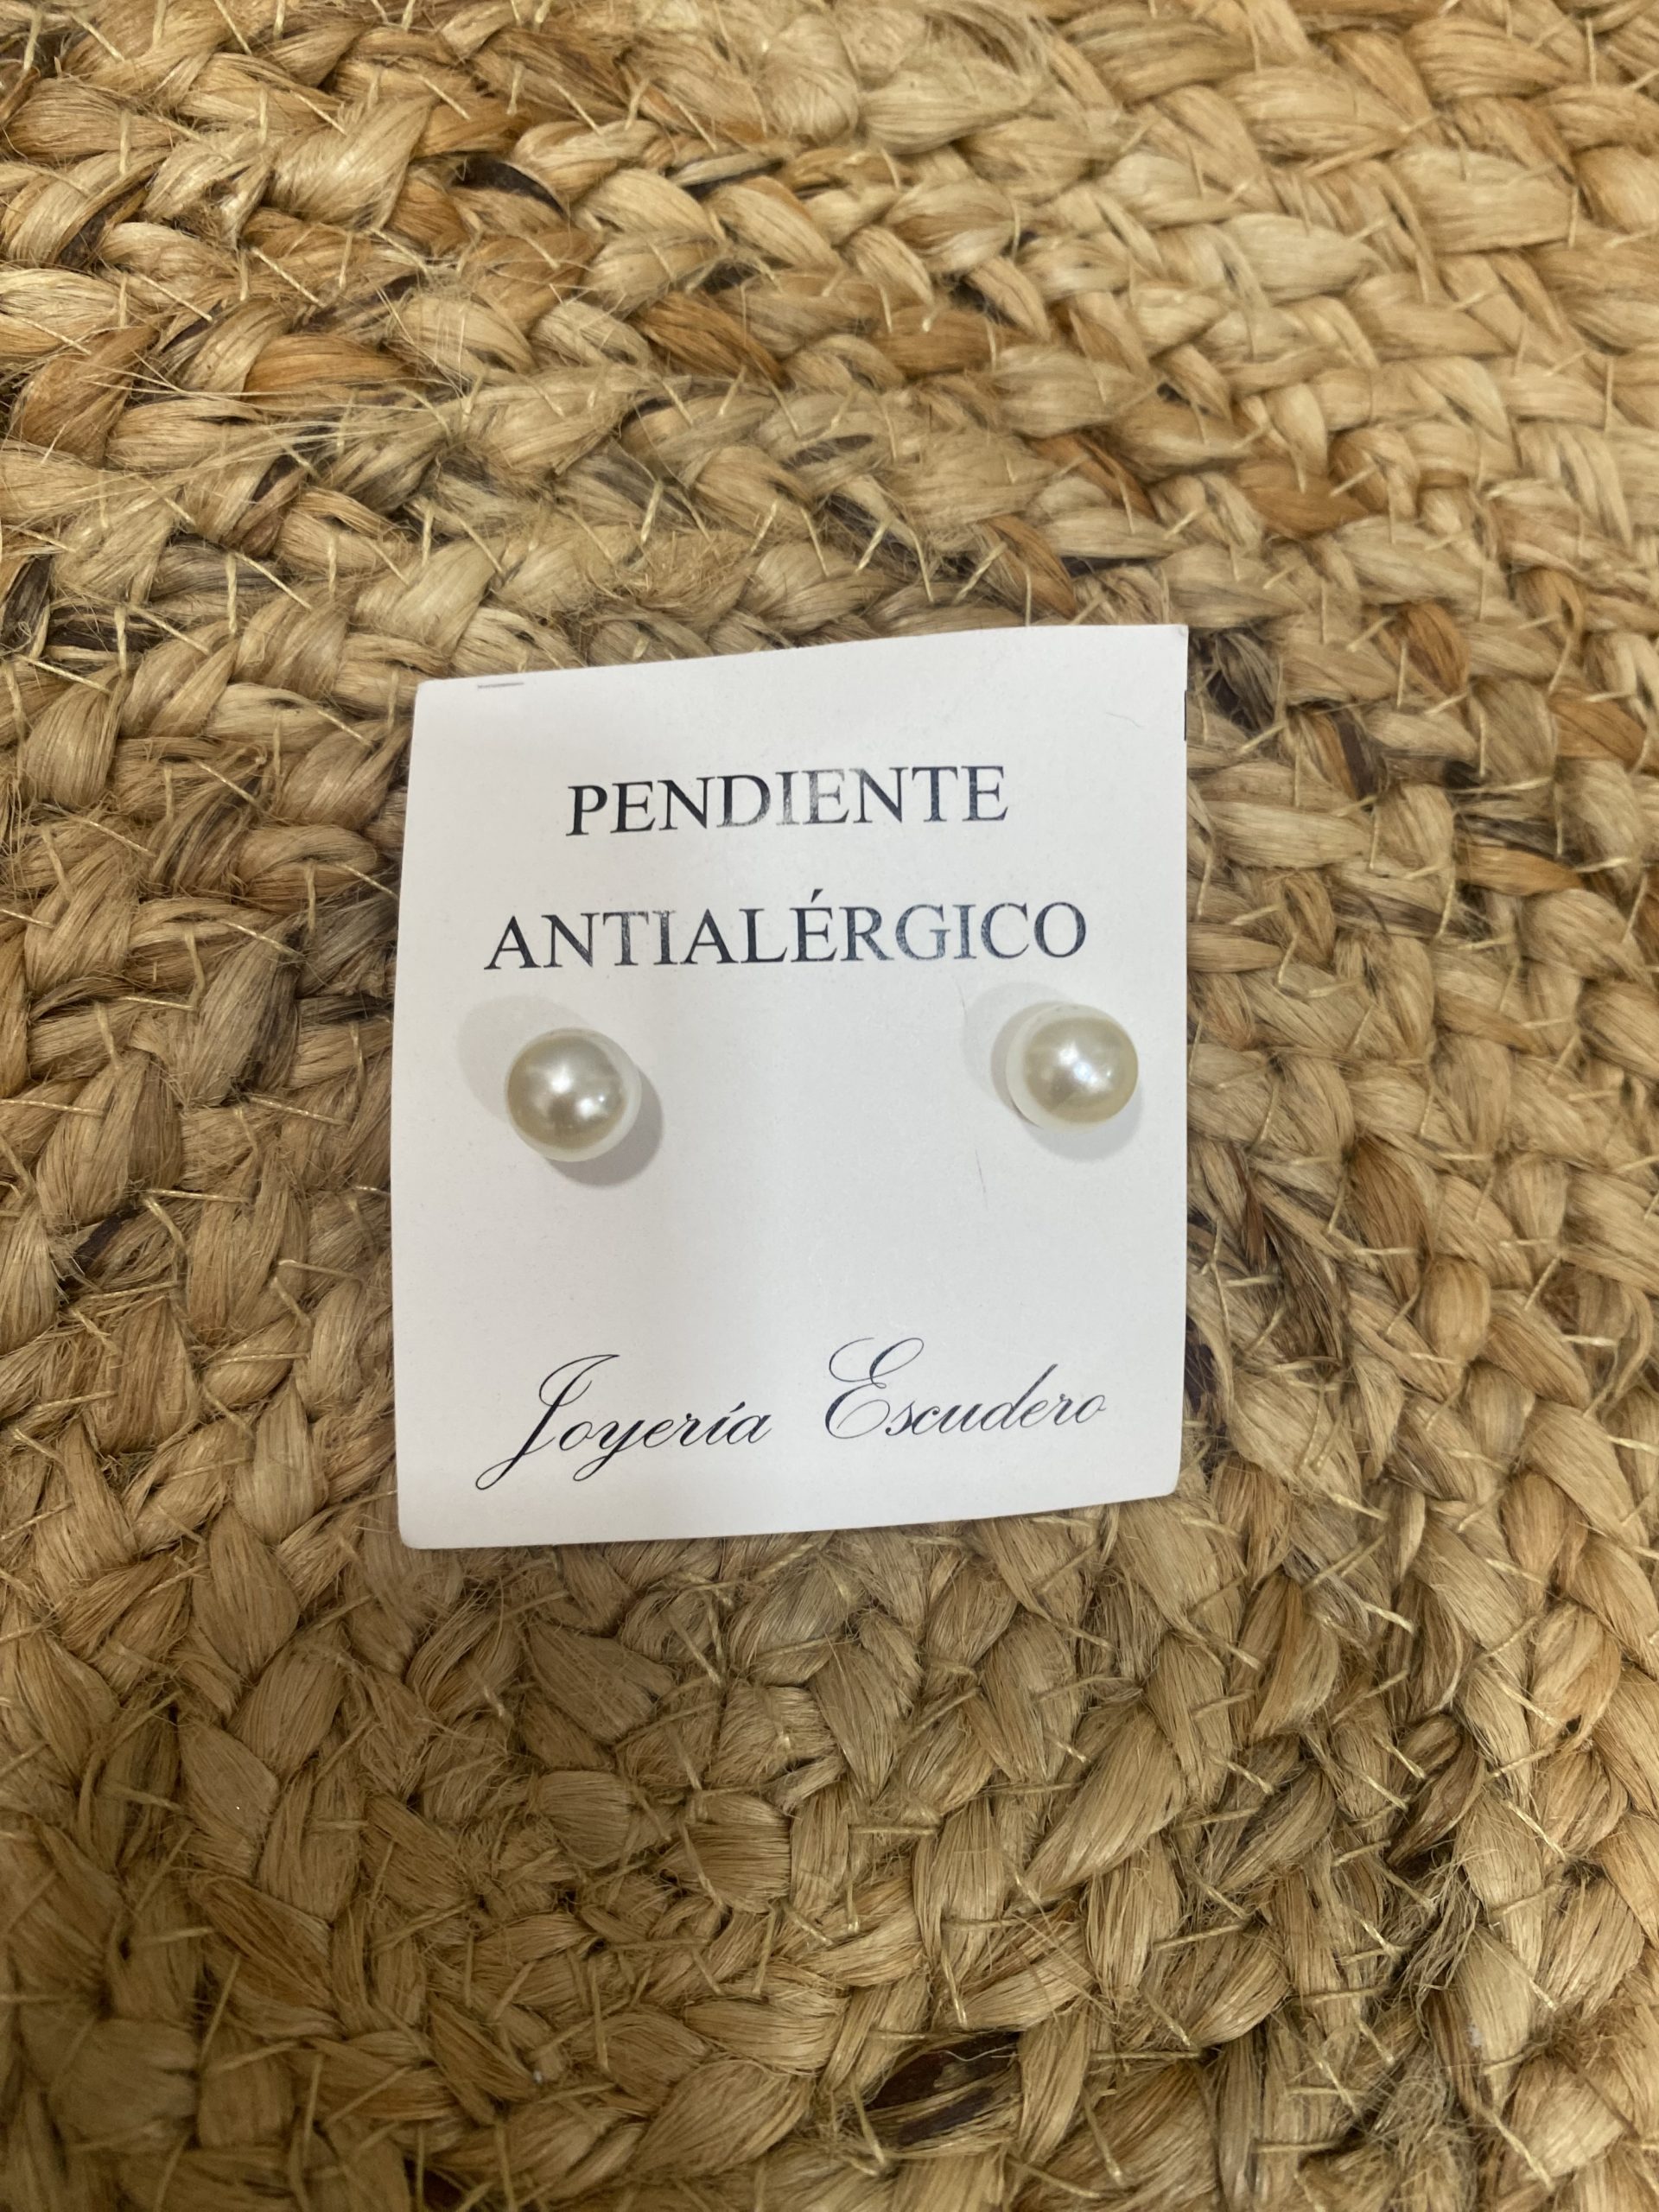 PENDIENTE
ANTIALÉRGICO
Joyería Escudero